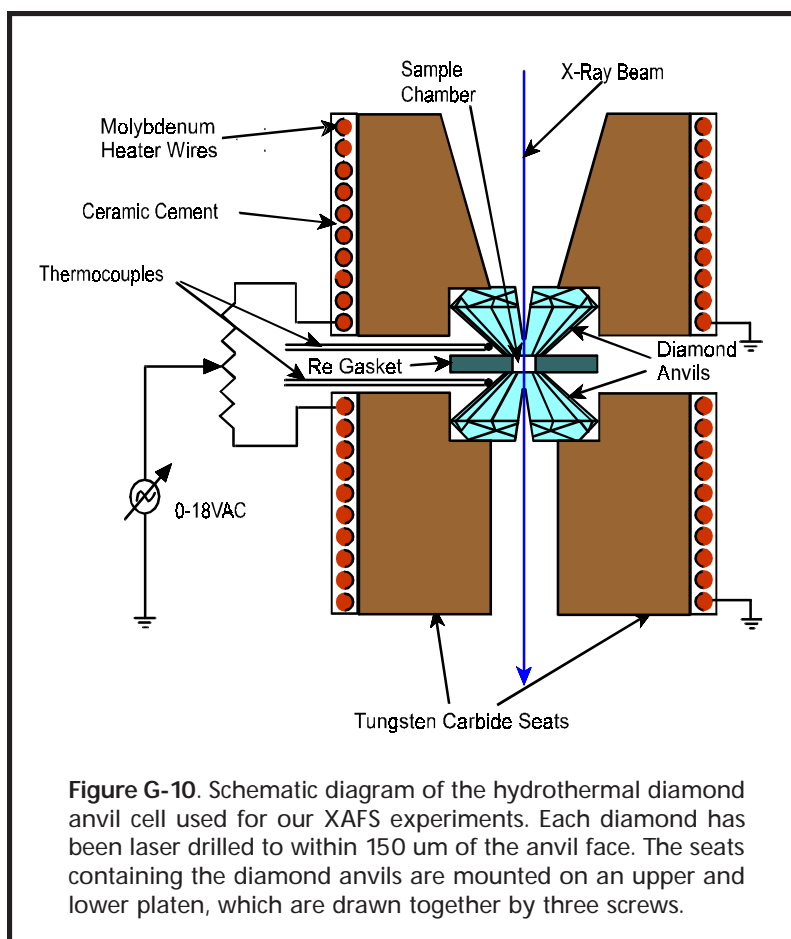 Sample
Chamber
X-Ray Beam
Molybdenum
Heater Wires
Ceramic Cement
Thermocouples
Re Gasket
Diamond
Anvils
0-18VAC
Tungsten Carbide Seats
Figure G-10. Schematic diagram of the hydrothermal diamond
anvil cell used for our XAFS experiments. Each diamond has
been laser drilled to within 150 um of the anvil face. The seats
containing the diamond anvils are mounted on an upper and
lower platen, which are drawn together by three screws.